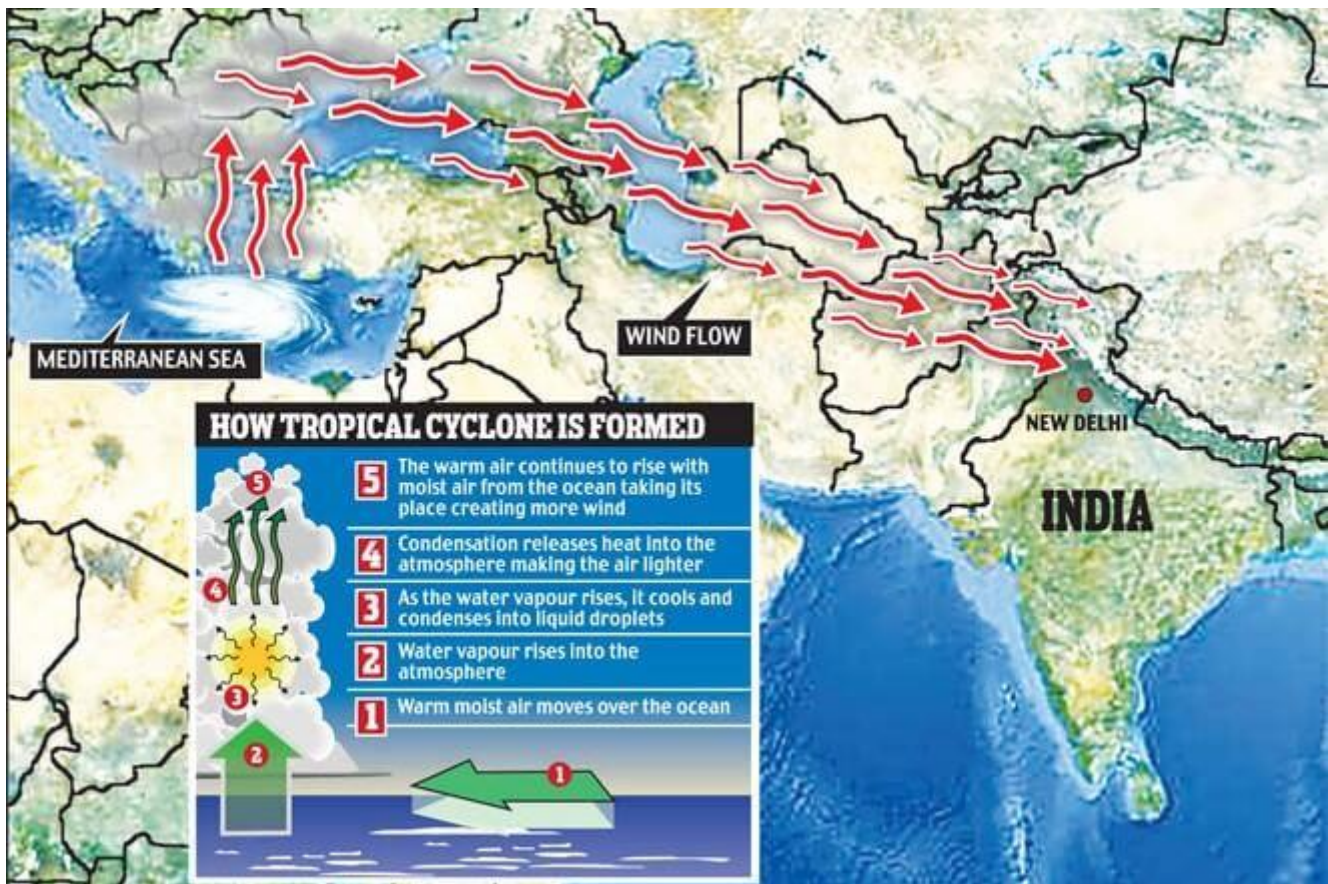 MEDITERRANEAN SEA
WIND FLOW
NEW DELHI
INDIA
HOW TROPICAL CYCLONE IS FORMED
5
The warm air continues to rise with
moist air from the ocean taking its
place creating more wind
4
Condensation releases heat into the
atmosphere making the air lighter
3
As the water vapour rises, it cools and
condenses into liquid droplets
2
Water vapour rises into the
atmosphere
1
Warm moist air moves over the ocean
5
4
3
2
1